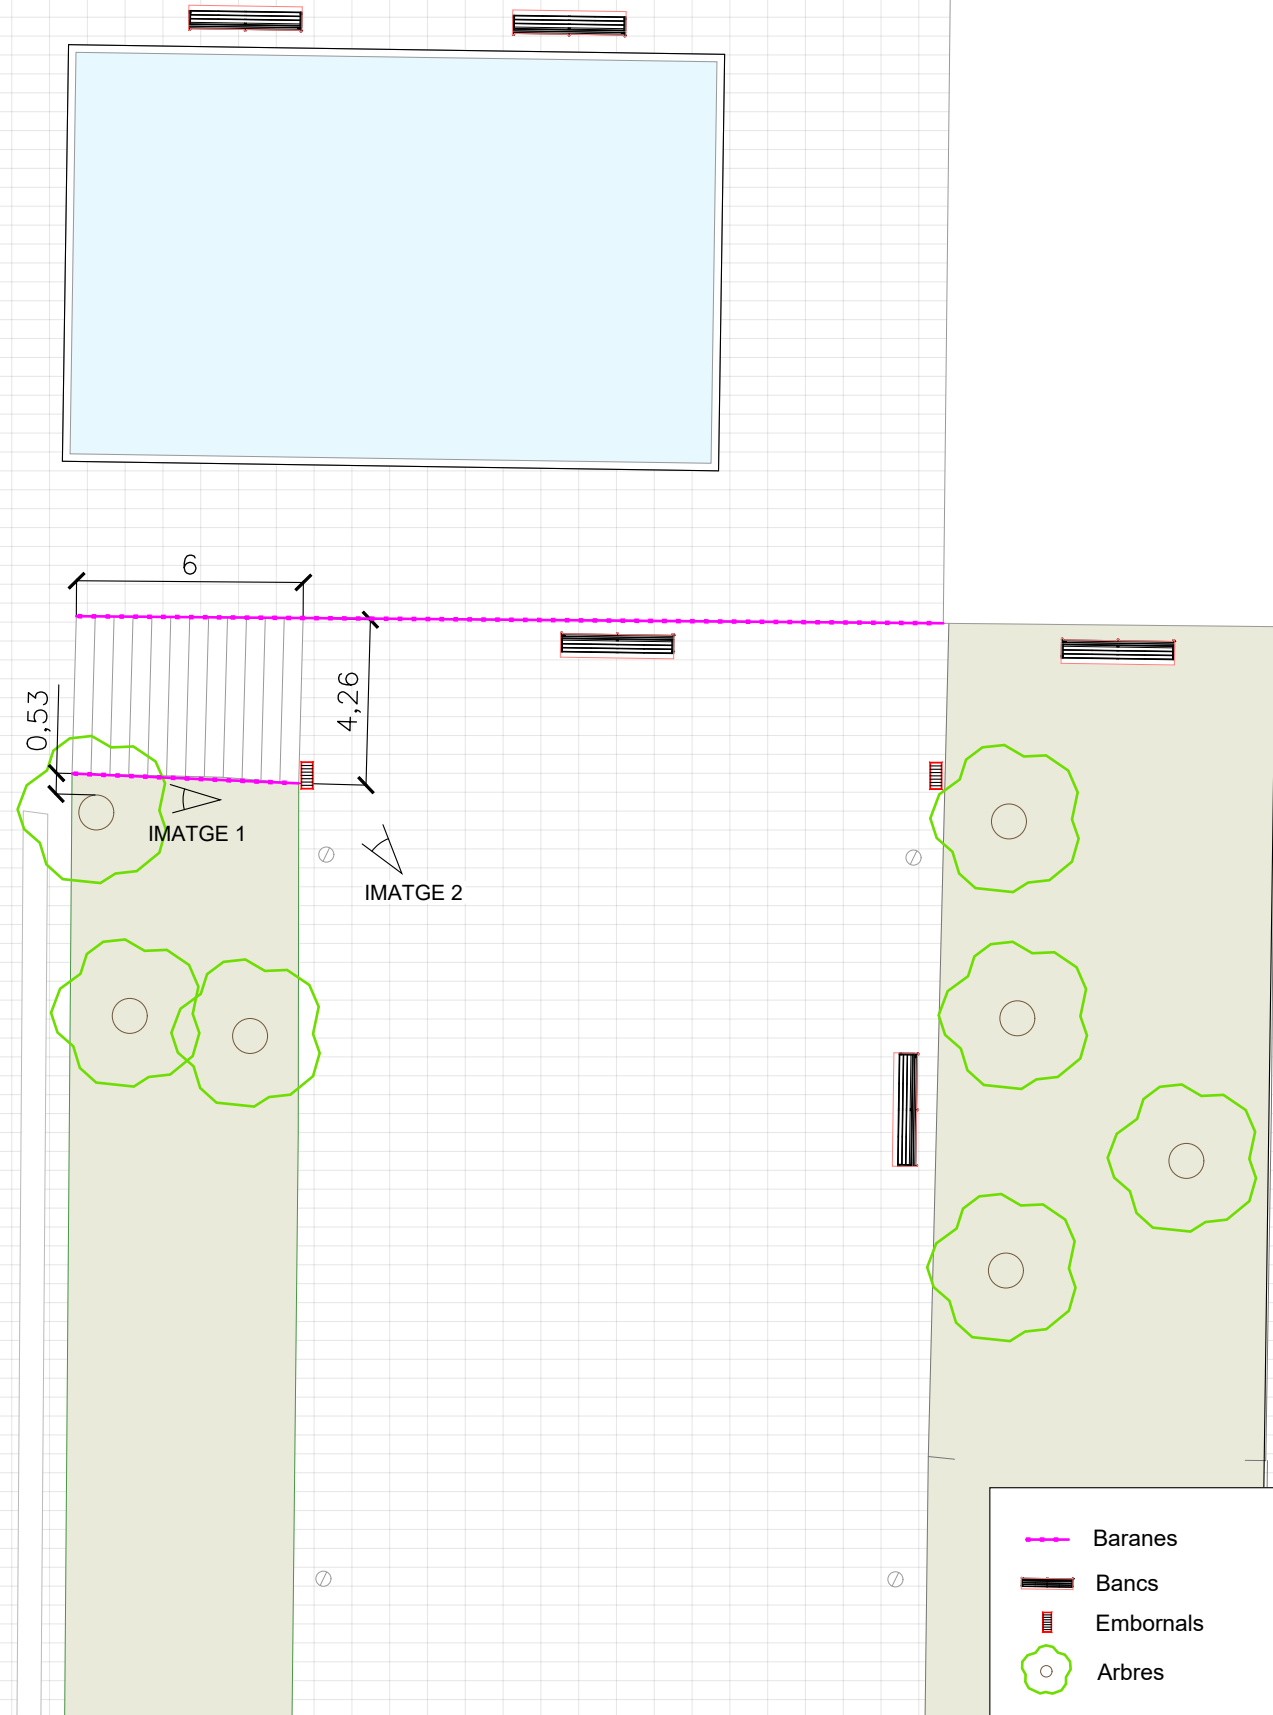 6
0,53
4,26
IMATGE 1
IMATGE 2
Baranes
Bancs
Embornals
Arbres